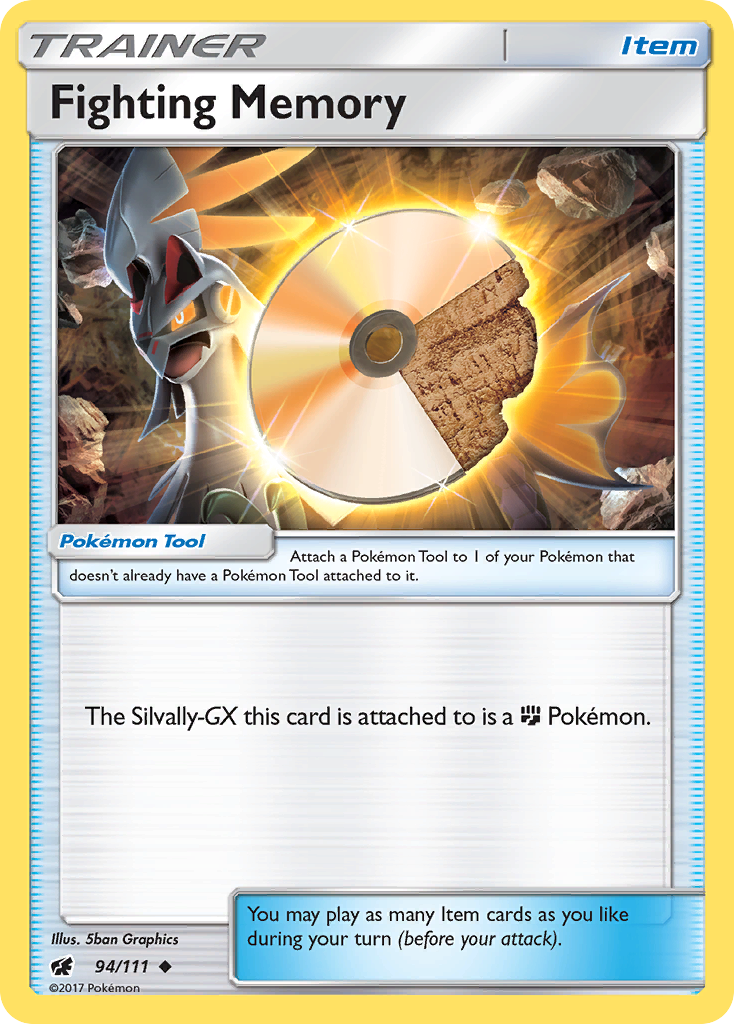 TRAINER
Item
Fighting Memory
Pokémon Tool
Attach a Pokémon Tool to 1 of your Pokémon that
doesn't already have a Pokémon Tool attached to it.
The Silvally-GX this card is attached to is a Pokémon.
You may play as many Item cards as you like
during your turn (before your attack).
Illus. 5ban Graphics
94/111
©2017 Pokémon